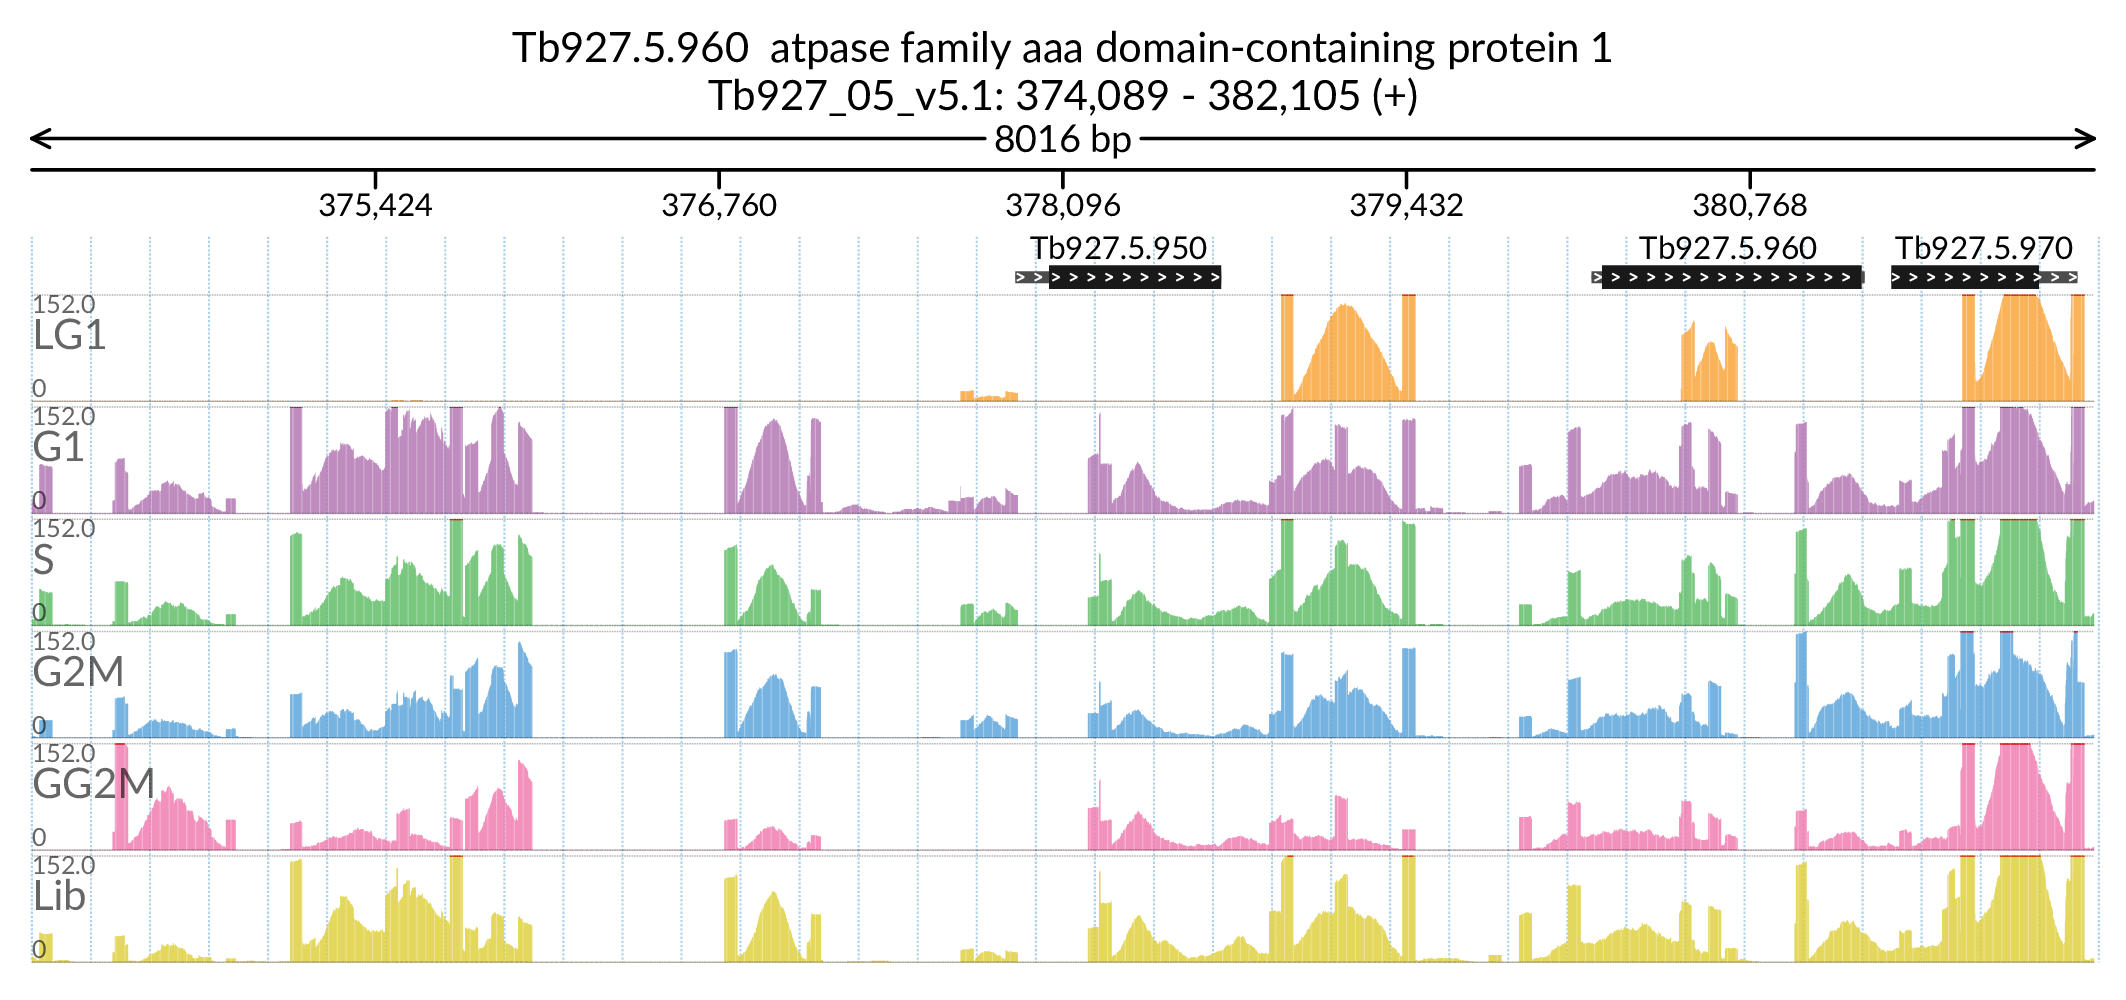 Tb927.5.960 atpase family aaa domain-containing protein 1
Tb927_05_v5.1: 374,089 - 382,105 (+)
8016 bp
375,424 376,760 378,096 379,432 380,768
Tb927.5.950 Tb927.5.960 Tb927.5.970
152.0
LG1
0
152.0
G1
0
152.0
S
0
152.0
G2M
0
152.0
GG2M
0
152.0
Lib
0